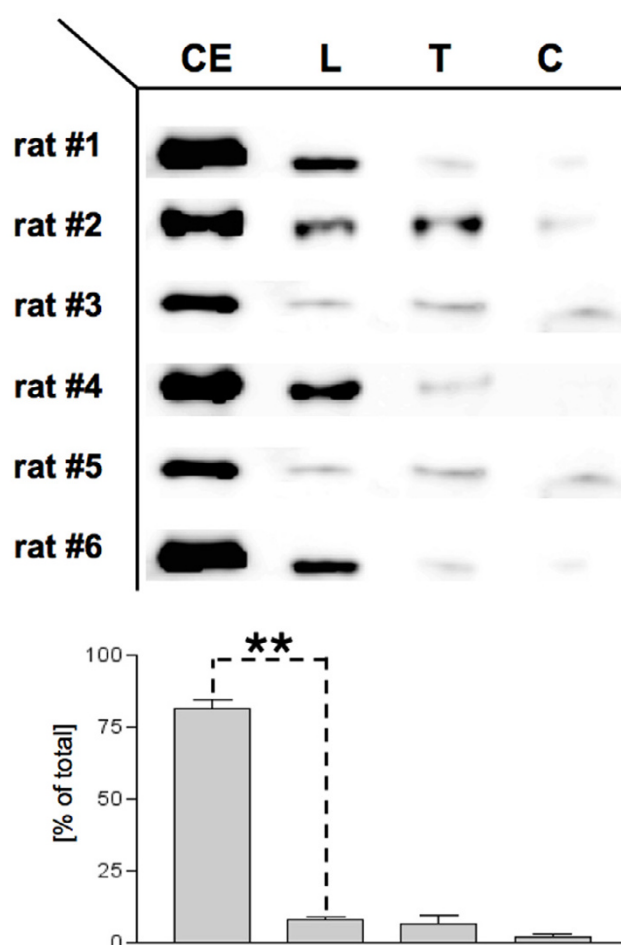 CE L T C
rat #1
rat #2
rat #3
rat #4
rat #5
rat #6
**
100
75
50
25
0
[% of total]